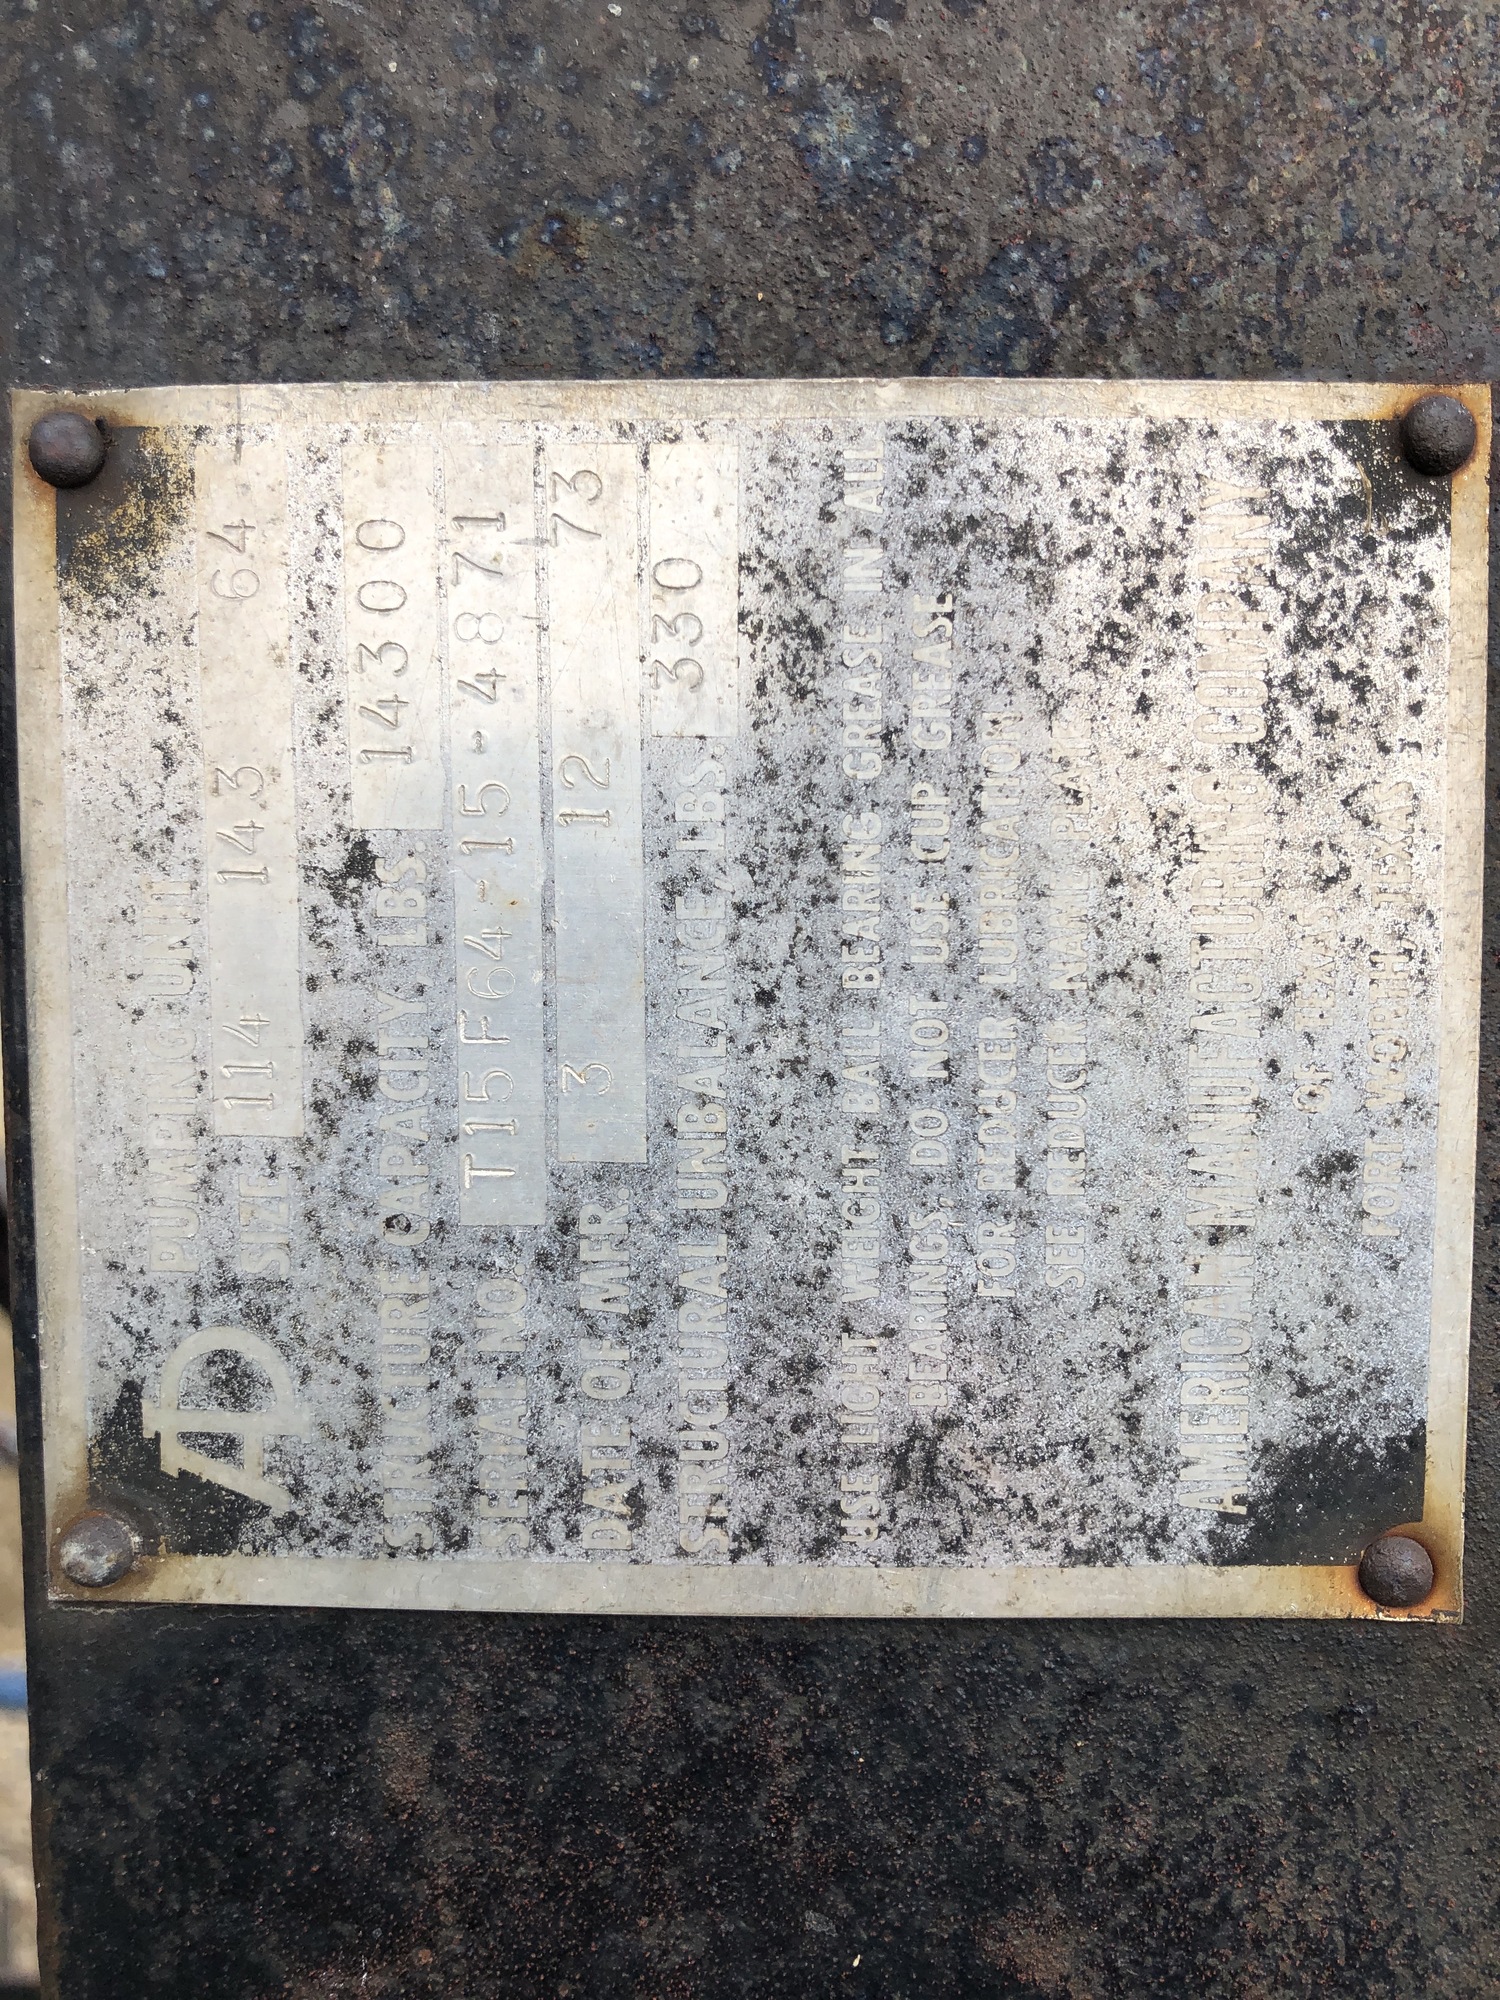 AD PUMPING UNIT
SIZE 114 143 64
STRUCTURE CAPACITY, LBS. 14300
SERIAL NO. T15F64-15-4871
DATE OF MFR. 3 12 73
STRUCTURAL UNBALANCE, LBS. 330
USE LIGHT WEIGHT BALL BEARING GREASE IN ALL
BEARINGS, DO NOT USE CUP GREASE
FOR REDUCER LUBRICATION
SEE REDUCER NAME PLATE
AMERICAN MANUFACTURING COMPANY
OF TEXAS
FORT WORTH, TEXAS